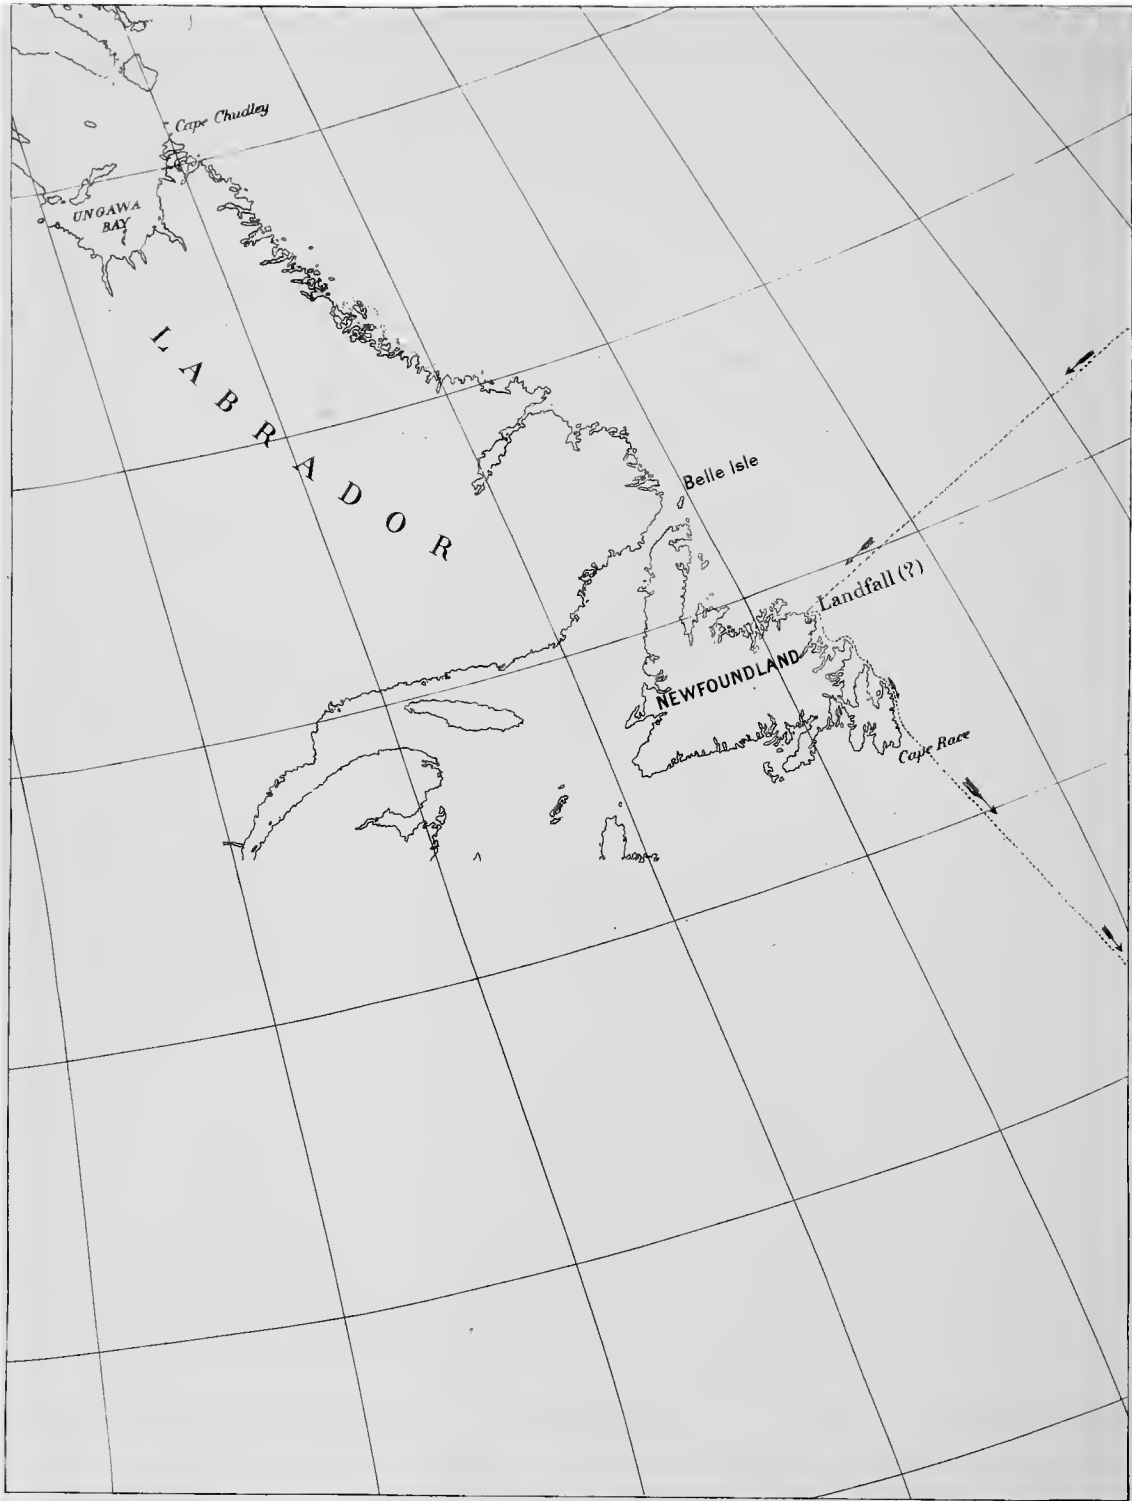 Cape Chudley
UNGAWA
BAY
LABRADOR
Belle Isle
Landfall (?)
NEWFOUNDLAND
Cape Race